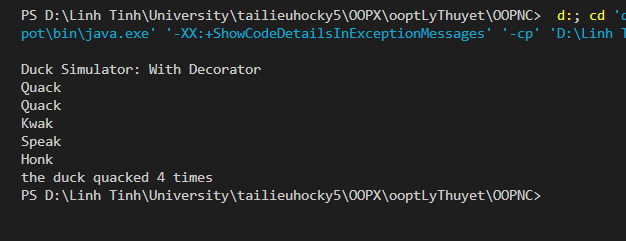 PS D:\Linh Tinh\University\tailieuhocky5\OOPX\ooptLyThuyet\OOPNC>  d:; cd 'd
pot\bin\java.exe' '-XX:+ShowCodeDetailsInExceptionMessages' '-cp' 'D:\Linh T
Duck Simulator: With Decorator
Quack
Quack
Kwak
Speak
Honk
the duck quacked 4 times
PS D:\Linh Tinh\University\tailieuhocky5\OOPX\ooptLyThuyet\OOPNC>